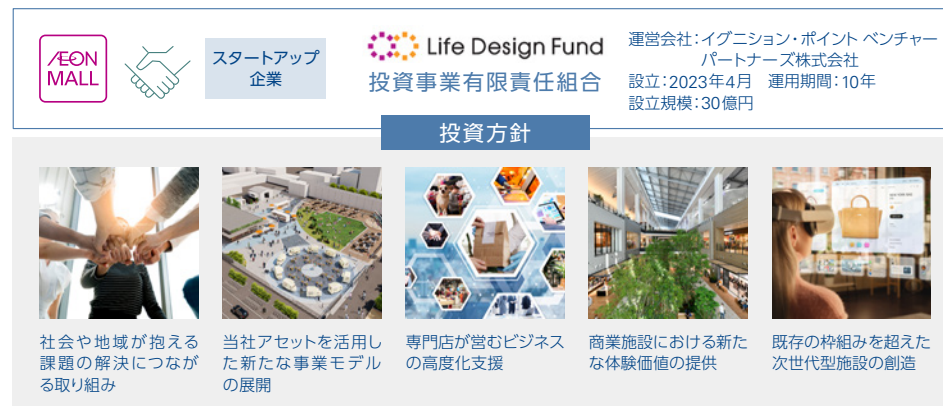 ÆON
MALL
スタートアップ
企業
Life Design Fund
投資事業有限責任組合
運営会社:イグニション・ポイント ベンチャー
パートナーズ株式会社
設立:2023年4月 運用期間:10年
設立規模:30億円
投資方針
社会や地域が抱える
課題の解決につなが
る取り組み
当社アセットを活用し
た新たな事業モデル
の展開
専門店が営むビジネス
の高度化支援
商業施設における新た
な体験価値の提供
既存の枠組みを超えた
次世代型施設の創造